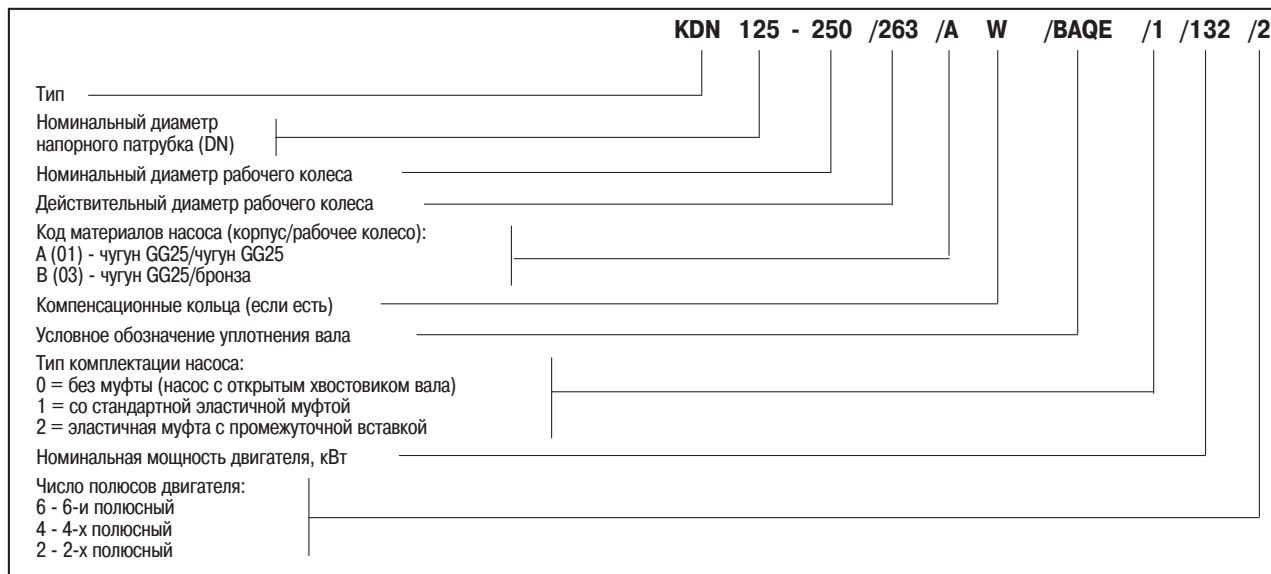 KDN 125 - 250 /263 /A W /BAQE /1 /132 /2
Тип
Номинальный диаметр
напорного патрубка (DN)
Номинальный диаметр рабочего колеса
Действительный диаметр рабочего колеса
Код материалов насоса (корпус/рабочее колесо):
A (01) - чугун GG25/чугун GG25
B (03) - чугун GG25/бронза
Компенсационные кольца (если есть)
Условное обозначение уплотнения вала
Тип комплектации насоса:
0 = без муфты (насос с открытым хвостовиком вала)
1 = со стандартной эластичной муфтой
2 = эластичная муфта с промежуточной вставкой
Номинальная мощность двигателя, кВт
Число полюсов двигателя:
6 - 6-и полюсный
4 - 4-х полюсный
2 - 2-х полюсный